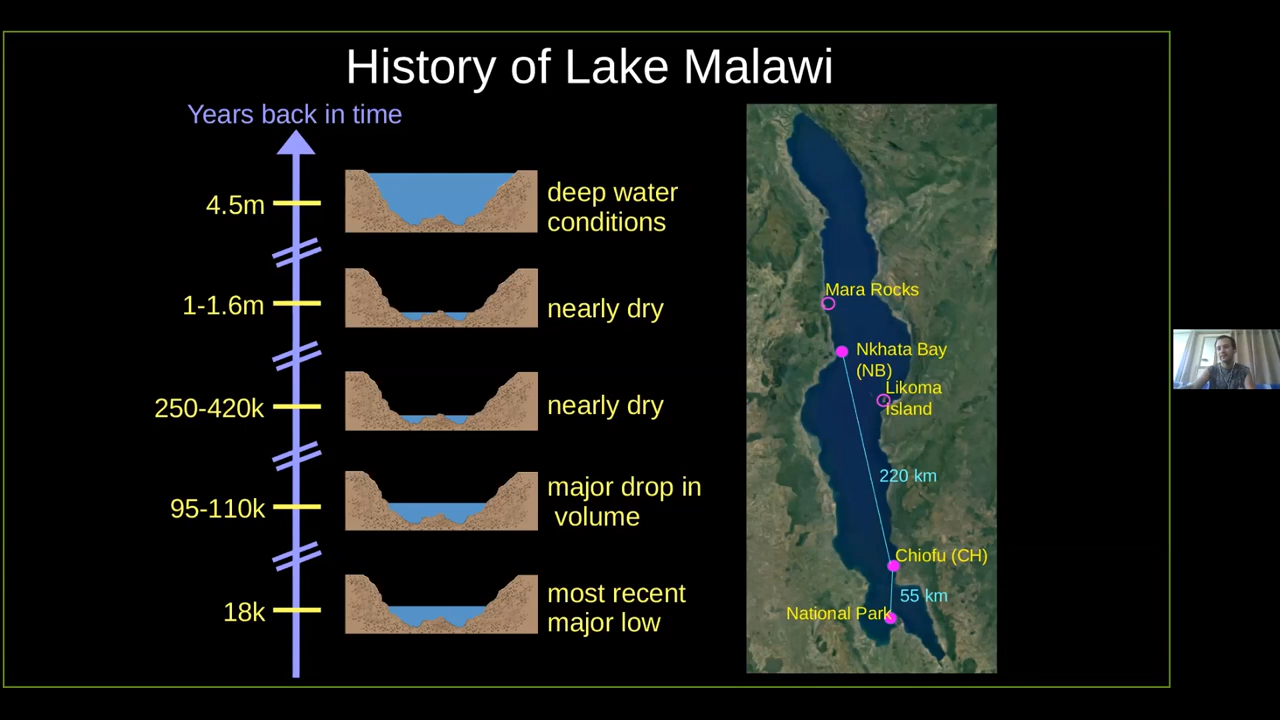 History of Lake Malawi
Years back in time
4.5m
deep water
conditions
1-1.6m
nearly dry
250-420k
nearly dry
95-110k
major drop in
volume
18k
most recent
major low
Mara Rocks
Nkhata Bay
(NB)
Likoma
Island
220 km
Chiofu (CH)
55 km
National Park